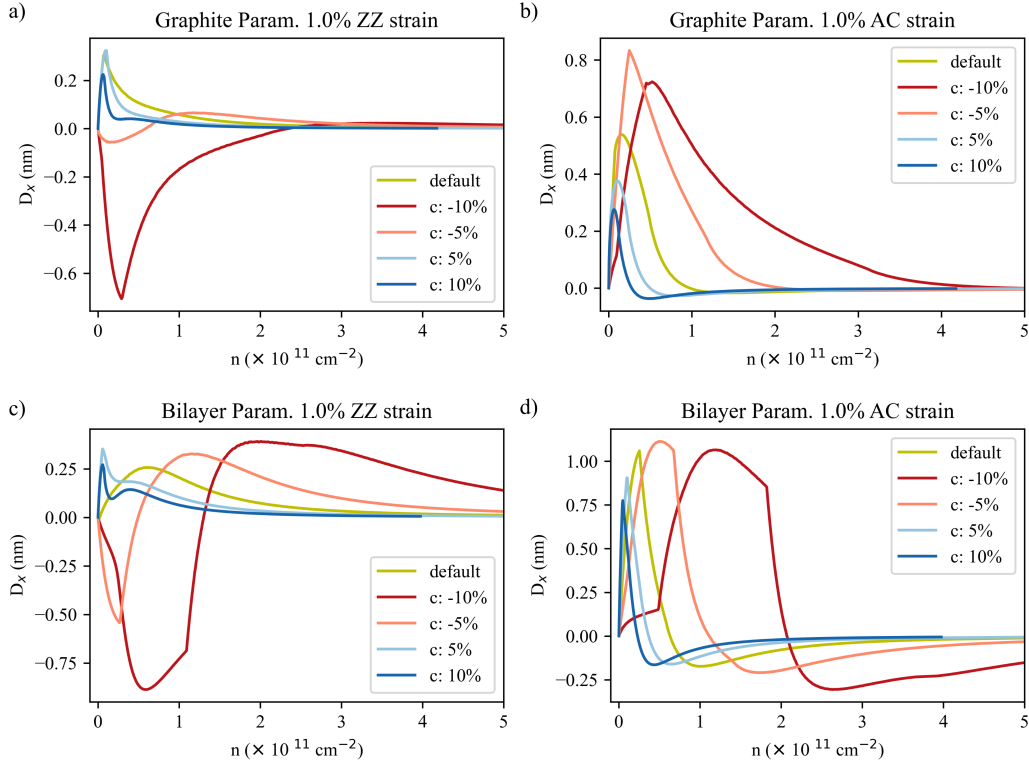 a)
Graphite Param. 1.0% ZZ strain
0.2
0.0
−0.2
−0.4
−0.6
Dₓ (nm)
default
c: -10%
c: -5%
c: 5%
c: 10%
0
1
2
3
4
5
n (× 10 ¹¹ cm⁻²)
b)
Graphite Param. 1.0% AC strain
0.8
0.6
0.4
0.2
0.0
Dₓ (nm)
default
c: -10%
c: -5%
c: 5%
c: 10%
0
1
2
3
4
5
n (× 10 ¹¹ cm⁻²)
c)
Bilayer Param. 1.0% ZZ strain
0.25
0.00
−0.25
−0.50
−0.75
Dₓ (nm)
default
c: -10%
c: -5%
c: 5%
c: 10%
0
1
2
3
4
5
n (× 10 ¹¹ cm⁻²)
d)
Bilayer Param. 1.0% AC strain
1.00
0.75
0.50
0.25
0.00
−0.25
Dₓ (nm)
default
c: -10%
c: -5%
c: 5%
c: 10%
0
1
2
3
4
5
n (× 10 ¹¹ cm⁻²)